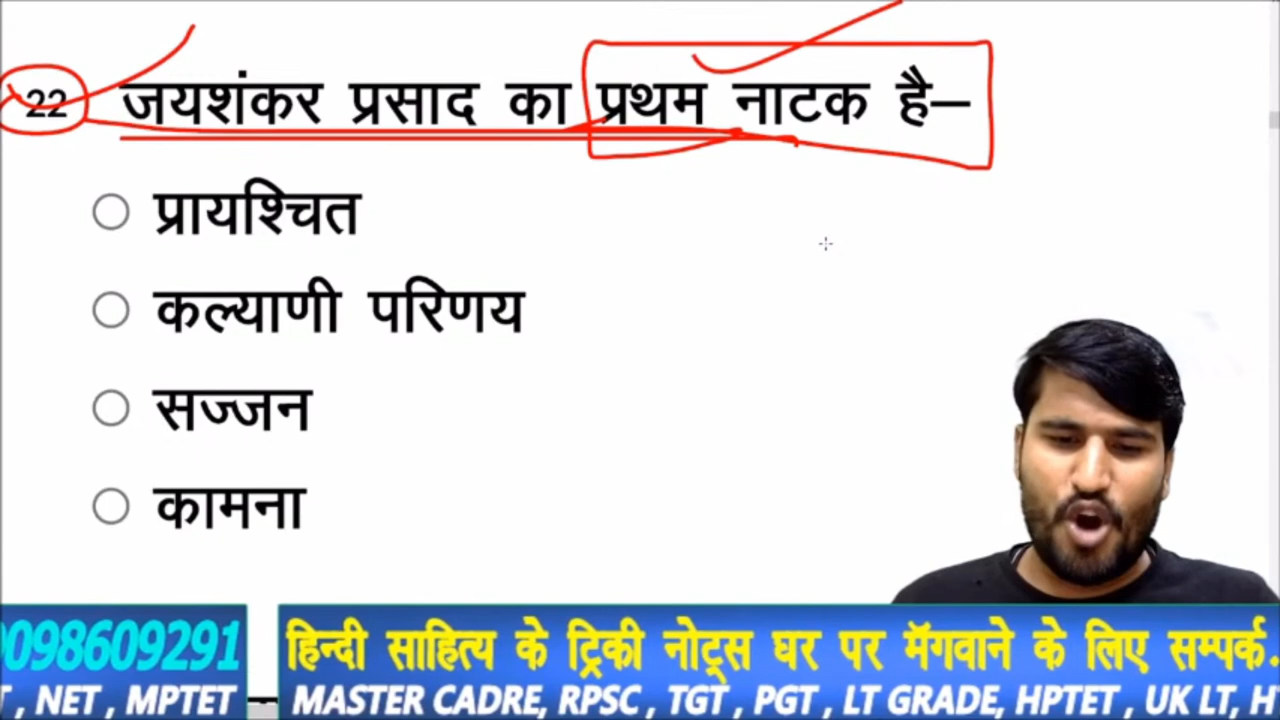 22 जयशंकर प्रसाद का प्रथम नाटक है–
प्रायश्चित
कल्याणी परिणय
सज्जन
कामना
9098609291 हिन्दी साहित्य के ट्रिकी नोट्स घर पर मॅगवाने के लिए सम्पर्क.
T , NET , MPTET MASTER CADRE, RPSC , TGT , PGT , LT GRADE, HPTET , UK LT, H